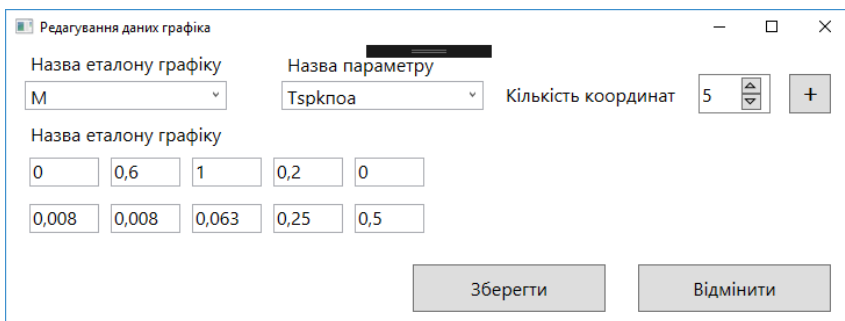 Редагування даних графіка
Назва еталону графіку Назва параметру
М Tspkпоа Кількість координат 5 +
Назва еталону графіку
0 0,6 1 0,2 0
0,008 0,008 0,063 0,25 0,5
Зберегти Відмінити